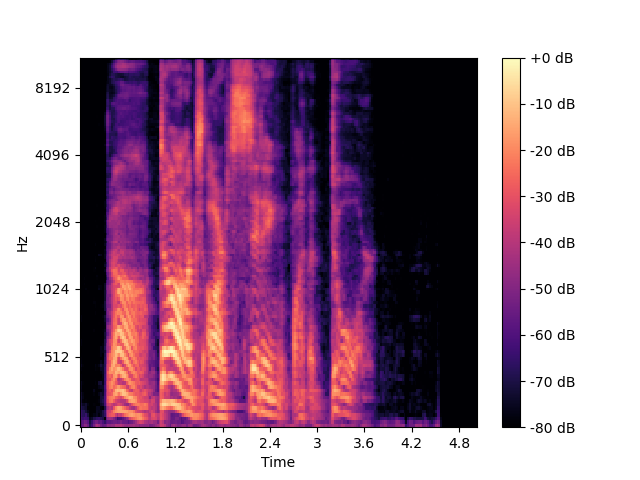 8192
4096
2048
1024
512
0
Hz
0 0.6 1.2 1.8 2.4 3 3.6 4.2 4.8
Time
+0 dB
-10 dB
-20 dB
-30 dB
-40 dB
-50 dB
-60 dB
-70 dB
-80 dB